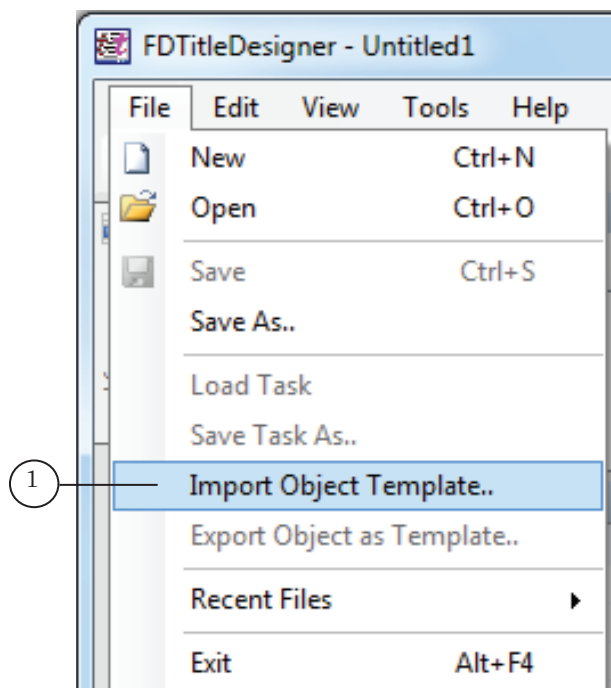 FDTitleDesigner - Untitled1
File Edit View Tools Help
New Ctrl+N
Open Ctrl+O
Save Ctrl+S
Save As..
Load Task
Save Task As..
1 Import Object Template..
Export Object as Template..
Recent Files
Exit Alt+F4